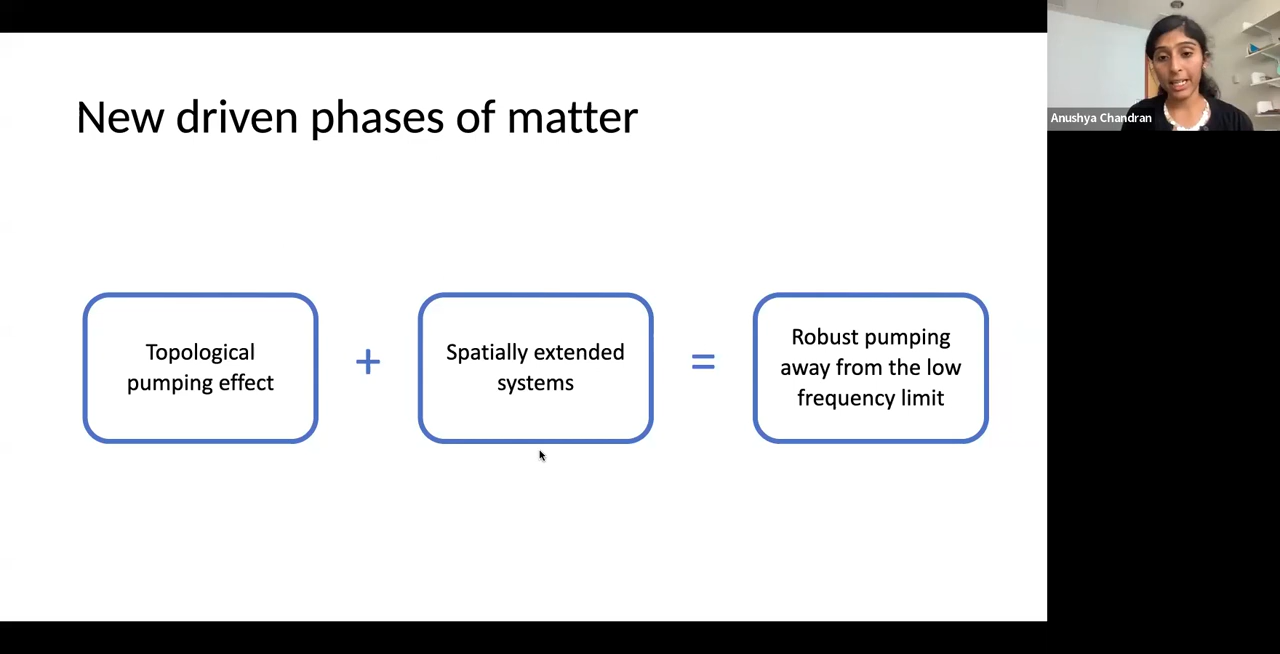 New driven phases of matter
Anushya Chandran
Topological
pumping effect
+
Spatially extended
systems
=
Robust pumping
away from the low
frequency limit